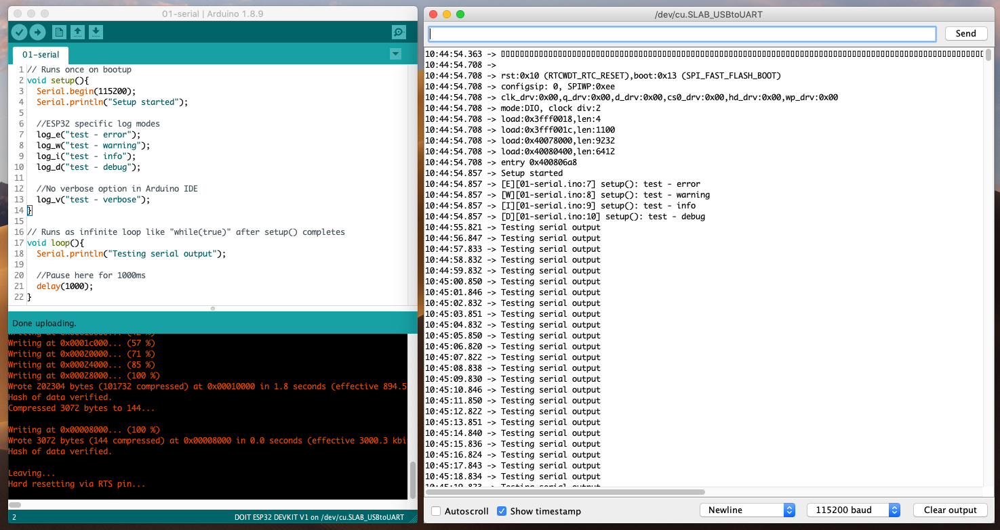 01-serial | Arduino 1.8.9
01-serial
1 // Runs once on bootup
2 void setup(){
3   Serial.begin(115200);
4   Serial.println("Setup started");
5
6   //ESP32 specific log modes
7   log_e("test - error");
8   log_w("test - warning");
9   log_i("test - info");
10   log_d("test - debug");
11
12   //No verbose option in Arduino IDE
13   log_v("test - verbose");
14 }
15
16 // Runs as infinite loop like "while(true)" after setup() completes
17 void loop(){
18   Serial.println("Testing serial output");
19
20   //Pause here for 1000ms
21   delay(1000);
22 }
Done uploading.
Writing at 0x0001c000... (57 %)
Writing at 0x00020000... (71 %)
Writing at 0x00024000... (85 %)
Writing at 0x00028000... (100 %)
Wrote 202304 bytes (101732 compressed) at 0x00010000 in 1.8 seconds (effective 894.5
Hash of data verified.
Compressed 3072 bytes to 144...
Writing at 0x00008000... (100 %)
Wrote 3072 bytes (144 compressed) at 0x00008000 in 0.0 seconds (effective 3000.3 kbi
Hash of data verified.
Leaving...
Hard resetting via RTS pin...
2
DOIT ESP32 DEVKIT V1 on /dev/cu.SLAB_USBtoUART
/dev/cu.SLAB_USBtoUART
Send
10:44:54.363 ->
10:44:54.708 ->
10:44:54.708 -> rst:0x10 (RTCWDT_RTC_RESET),boot:0x13 (SPI_FAST_FLASH_BOOT)
10:44:54.708 -> configsip: 0, SPIWP:0xee
10:44:54.708 -> clk_drv:0x00,q_drv:0x00,d_drv:0x00,cs0_drv:0x00,hd_drv:0x00,wp_drv:0x00
10:44:54.708 -> mode:DIO, clock div:2
10:44:54.708 -> load:0x3fff0018,len:4
10:44:54.708 -> load:0x3fff001c,len:1100
10:44:54.708 -> load:0x40078000,len:9232
10:44:54.708 -> load:0x40080400,len:6412
10:44:54.708 -> entry 0x400806a8
10:44:54.857 -> Setup started
10:44:54.857 -> [E][01-serial.ino:7] setup(): test - error
10:44:54.857 -> [W][01-serial.ino:8] setup(): test - warning
10:44:54.857 -> [I][01-serial.ino:9] setup(): test - info
10:44:54.857 -> [D][01-serial.ino:10] setup(): test - debug
10:44:55.821 -> Testing serial output
10:44:56.847 -> Testing serial output
10:44:57.833 -> Testing serial output
10:44:58.832 -> Testing serial output
10:44:59.832 -> Testing serial output
10:45:00.850 -> Testing serial output
10:45:01.846 -> Testing serial output
10:45:02.832 -> Testing serial output
10:45:03.851 -> Testing serial output
10:45:04.832 -> Testing serial output
10:45:05.850 -> Testing serial output
10:45:06.820 -> Testing serial output
10:45:07.822 -> Testing serial output
10:45:08.838 -> Testing serial output
10:45:09.830 -> Testing serial output
10:45:10.846 -> Testing serial output
10:45:11.850 -> Testing serial output
10:45:12.822 -> Testing serial output
10:45:13.851 -> Testing serial output
10:45:14.840 -> Testing serial output
10:45:15.836 -> Testing serial output
10:45:16.824 -> Testing serial output
10:45:17.843 -> Testing serial output
10:45:18.834 -> Testing serial output
10:45:19.823 -> Testing serial output
Autoscroll
Show timestamp
Newline
115200 baud
Clear output